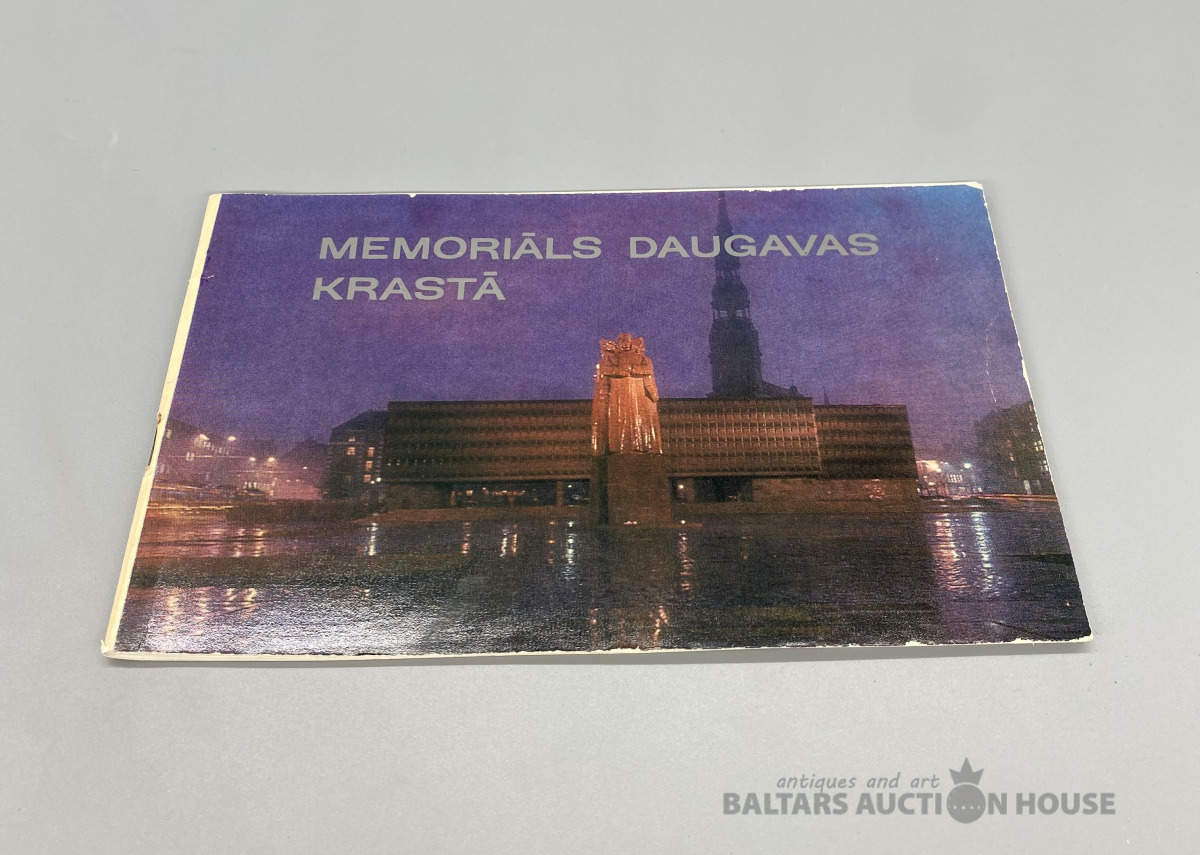 MEMORIĀLS DAUGAVAS
KRASTĀ
antiques and art
BALTARS AUCTION HOUSE